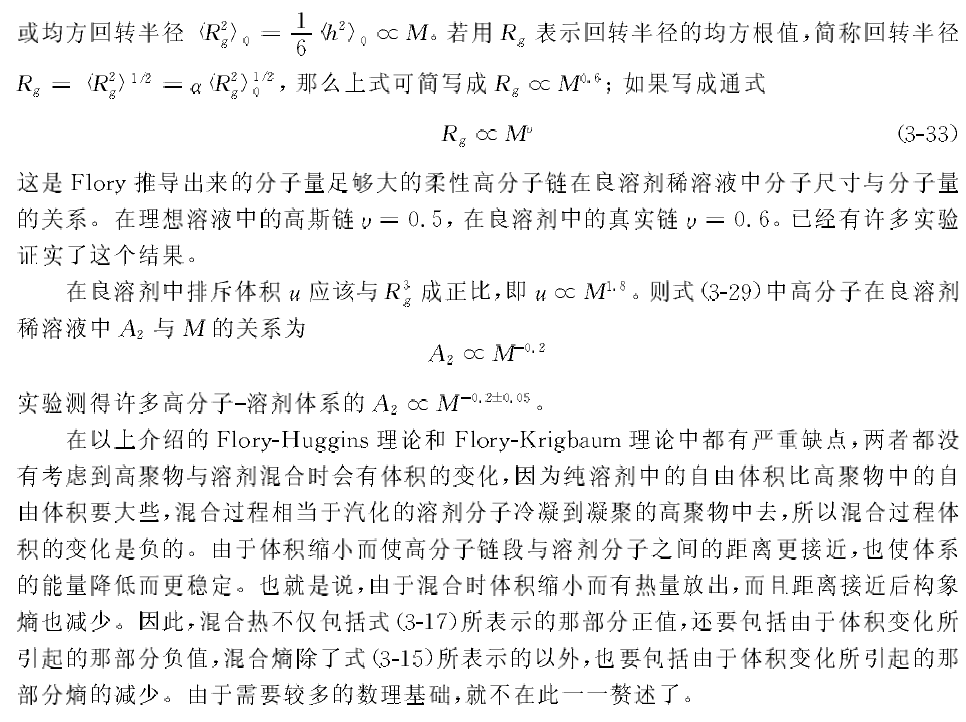 或均方回转半径 ⟨R_g^2⟩_0 = 1/6 ⟨h^2⟩_0 ∝ M。若用 R_g 表示回转半径的均方根值,简称回转半径
R_g = ⟨R_g^2⟩^{1/2} = α⟨R_g^2⟩_0^{1/2},那么上式可简写成 R_g ∝ M^{0.6};如果写成通式
R_g ∝ M^υ (3-33)
这是 Flory 推导出来的分子量足够大的柔性高分子链在良溶剂稀溶液中分子尺寸与分子量
的关系。在理想溶液中的高斯链 υ = 0.5,在良溶剂中的真实链 υ = 0.6。已经有许多实验
证实了这个结果。
在良溶剂中排斥体积 u 应该与 R_g^3 成正比,即 u ∝ M^{1.8}。则式(3-29)中高分子在良溶剂
稀溶液中 A_2 与 M 的关系为
A_2 ∝ M^{-0.2}
实验测得许多高分子-溶剂体系的 A_2 ∝ M^{-0.2±0.05}。
在以上介绍的 Flory-Huggins 理论和 Flory-Krigbaum 理论中都有严重缺点,两者都没
有考虑到高聚物与溶剂混合时会有体积的变化,因为纯溶剂中的自由体积比高聚物中的自
由体积要大些,混合过程相当于汽化的溶剂分子冷凝到凝聚的高聚物中去,所以混合过程体
积的变化是负的。由于体积缩小而使高分子链段与溶剂分子之间的距离更接近,也使体系
的能量降低而更稳定。也就是说,由于混合时体积缩小而有热量放出,而且距离接近后构象
熵也减少。因此,混合热不仅包括式(3-17)所表示的那部分正值,还要包括由于体积变化所
引起的那部分负值,混合熵除了式(3-15)所表示的以外,也要包括由于体积变化所引起的那
部分熵的减少。由于需要较多的数理基础,就不在此一一赘述了。